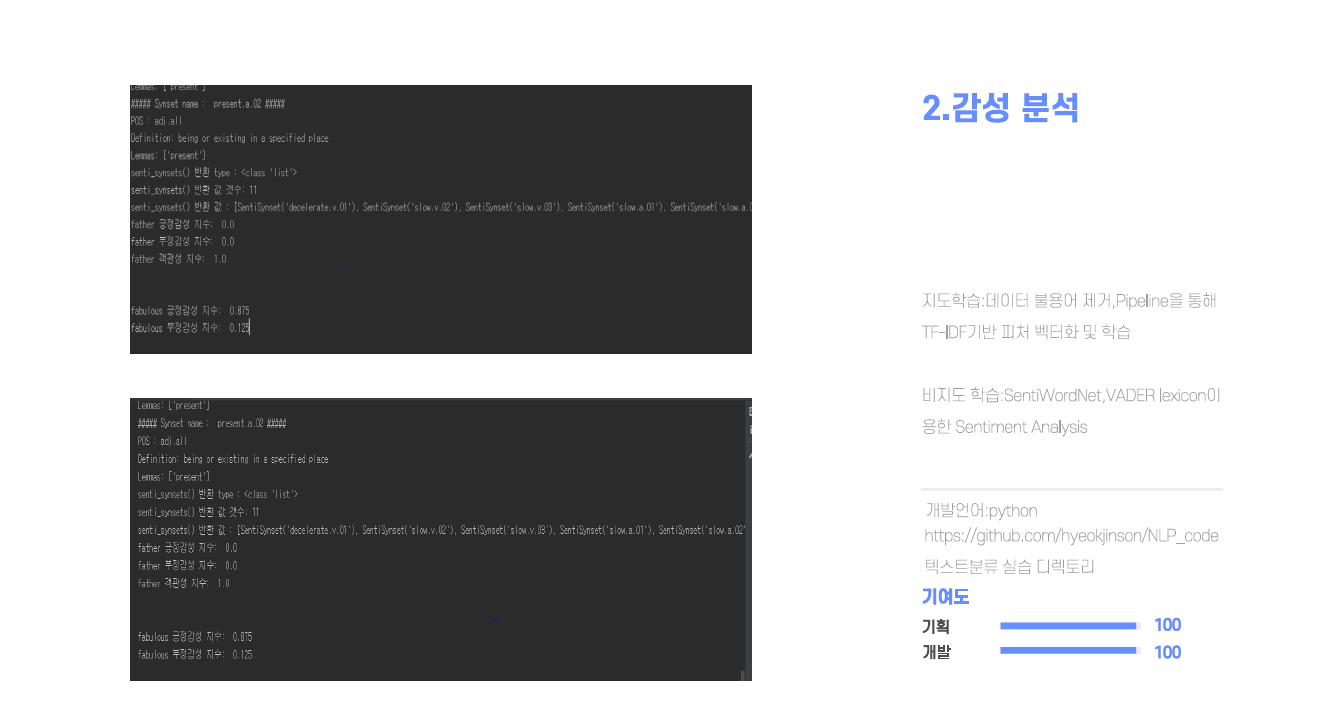 Lemmas: ['present']
##### Synset name :  present.a.02 #####
POS : adj.all
Definition: being or existing in a specified place
Lemmas: ['present']
senti_synsets() 반환 type : <class 'list'>
senti_synsets() 반환 값 갯수: 11
senti_synsets() 반환 값 : [SentiSynset('decelerate.v.01'), SentiSynset('slow.v.02'), SentiSynset('slow.v.03'), SentiSynset('slow.a.01'), SentiSynset('slow.a.0
father 긍정감성 지수:  0.0
father 부정감성 지수:  0.0
father 객관성 지수:  1.0
fabulous 긍정감성 지수:  0.875
fabulous 부정감성 지수:  0.125
Lemmas: ['present']
##### Synset name :  present.a.02 #####
POS : adj.all
Definition: being or existing in a specified place
Lemmas: ['present']
senti_synsets() 반환 type : <class 'list'>
senti_synsets() 반환 값 갯수: 11
senti_synsets() 반환 값 : [SentiSynset('decelerate.v.01'), SentiSynset('slow.v.02'), SentiSynset('slow.v.03'), SentiSynset('slow.a.01'), SentiSynset('slow.a.02'
father 긍정감성 지수:  0.0
father 부정감성 지수:  0.0
father 객관성 지수:  1.0
fabulous 긍정감성 지수:  0.875
fabulous 부정감성 지수:  0.125
2.감성 분석
지도학습:데이터 불용어 제거,Pipeline을 통해
TF-IDF기반 피처 벡터화 및 학습
비지도 학습:SentiWordNet,VADER lexicon이
용한 Sentiment Analysis
개발언어:python
https://github.com/hyeokjinson/NLP_code
텍스트분류 실습 디렉토리
기여도
기획 100
개발 100